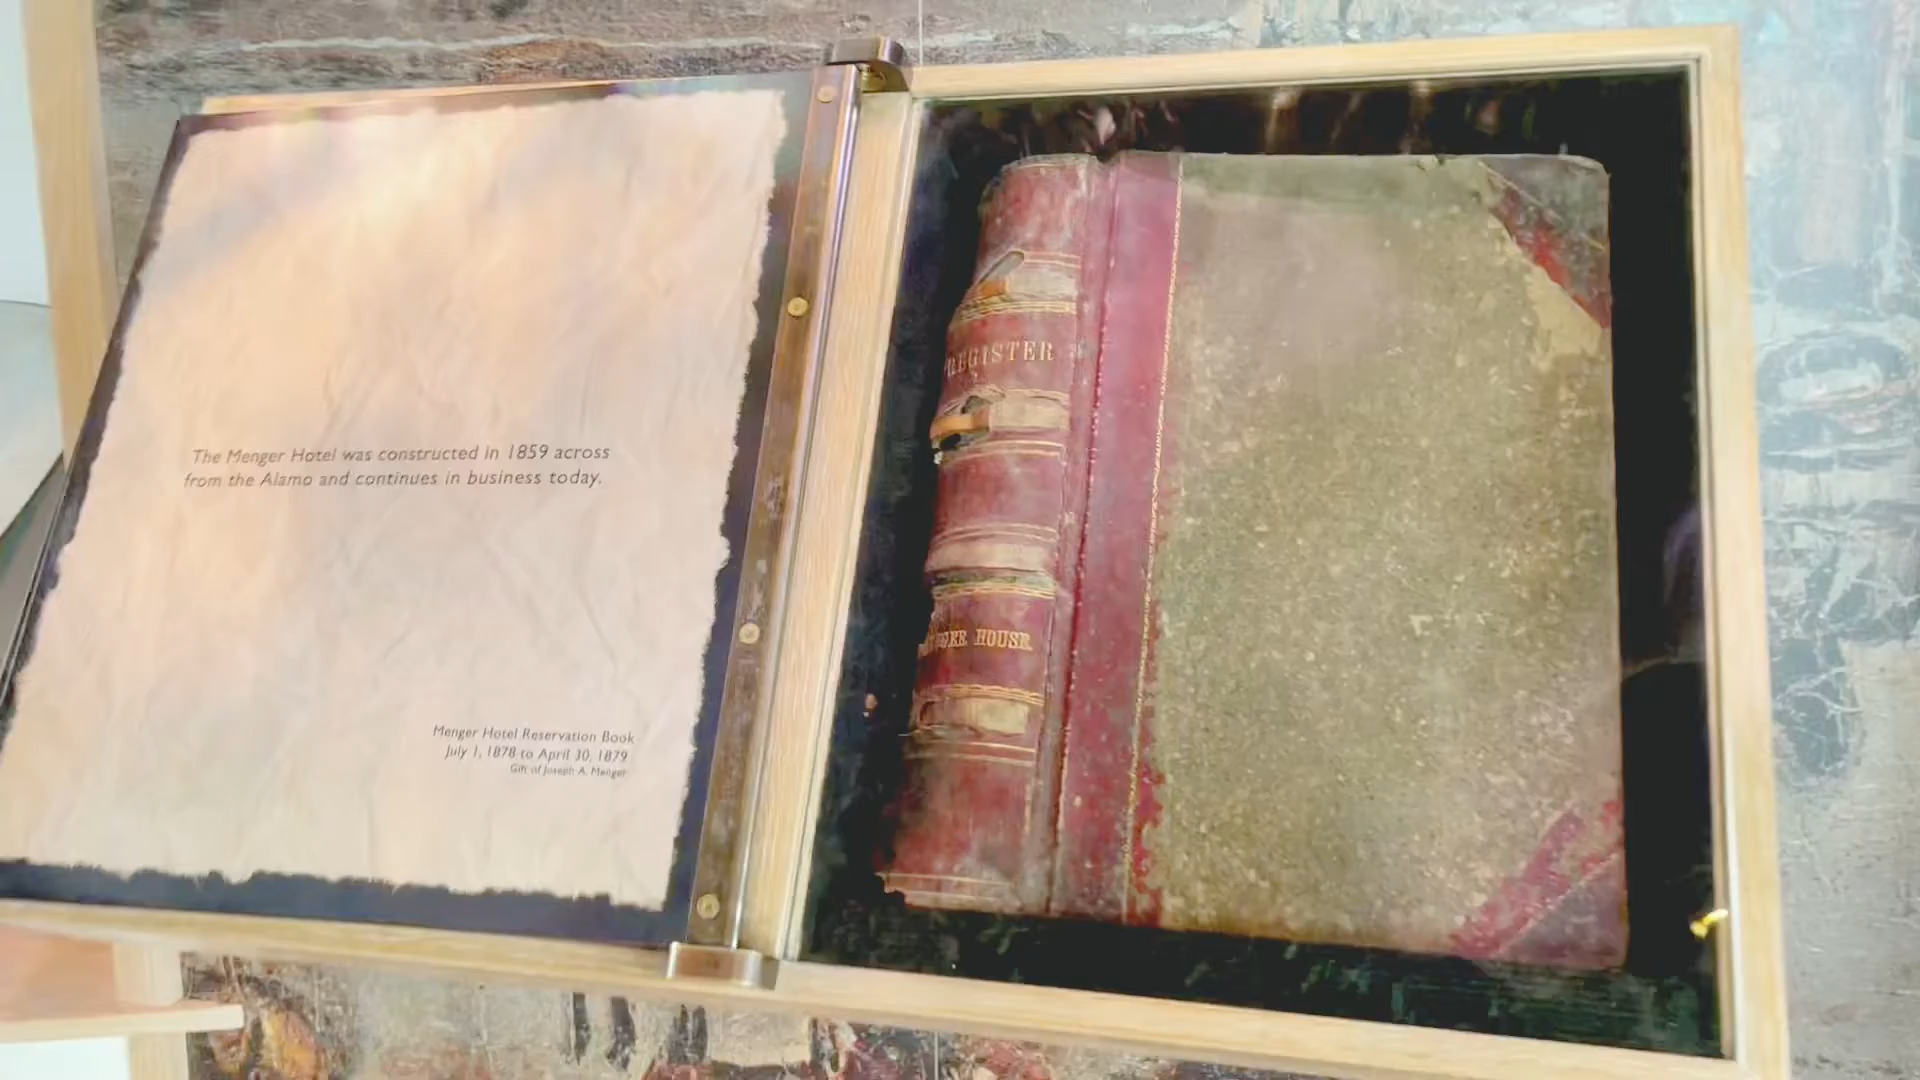 The Menger Hotel was constructed in 1859 across
from the Alamo and continues in business today.
Menger Hotel Reservation Book
July 1, 1878 to April 30, 1879
Gift of Joseph A. Menger
REGISTER
HOUSE.